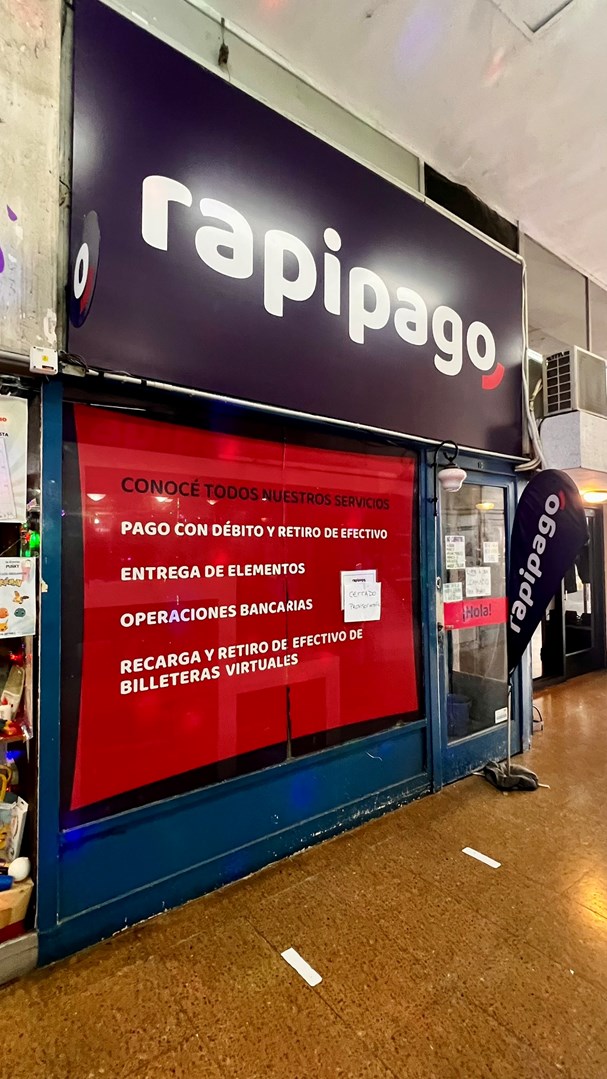 rapipago
CONOCÉ TODOS NUESTROS SERVICIOS
PAGO CON DÉBITO Y RETIRO DE EFECTIVO
ENTREGA DE ELEMENTOS
OPERACIONES BANCARIAS
RECARGA Y RETIRO DE EFECTIVO DE
BILLETERAS VIRTUALES
CERRADO
¡Hola!
rapipago